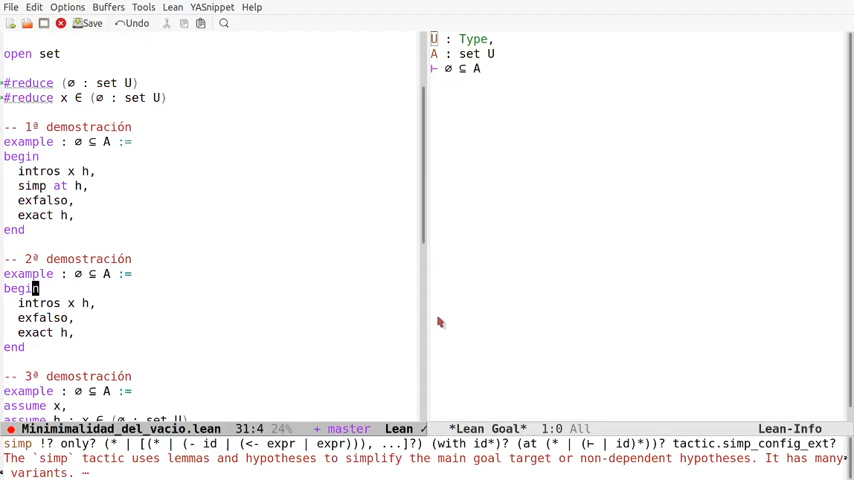 File Edit Options Buffers Tools Lean YASnippet Help
Save Undo
open set
#reduce (∅ : set U)
#reduce x ∈ (∅ : set U)
-- 1ª demostración
example : ∅ ⊆ A :=
begin
intros x h,
simp at h,
exfalso,
exact h,
end
-- 2ª demostración
example : ∅ ⊆ A :=
begin
intros x h,
exfalso,
exact h,
end
-- 3ª demostración
example : ∅ ⊆ A :=
assume x,
assume h : x ∈ (∅ : set U),
Minimimalidad_del_vacio.lean 31:4 24% + master Lean ✓
U : Type,
A : set U
⊢ ∅ ⊆ A
*Lean Goal* 1:0 All Lean-Info
simp !? only? (* | [(* | (- id | (<- expr | expr))), ...]?) (with id*)? (at (* | (⊢ | id)*))? tactic.simp_config_ext?
The `simp` tactic uses lemmas and hypotheses to simplify the main goal target or non-dependent hypotheses. It has many
variants. ⋯